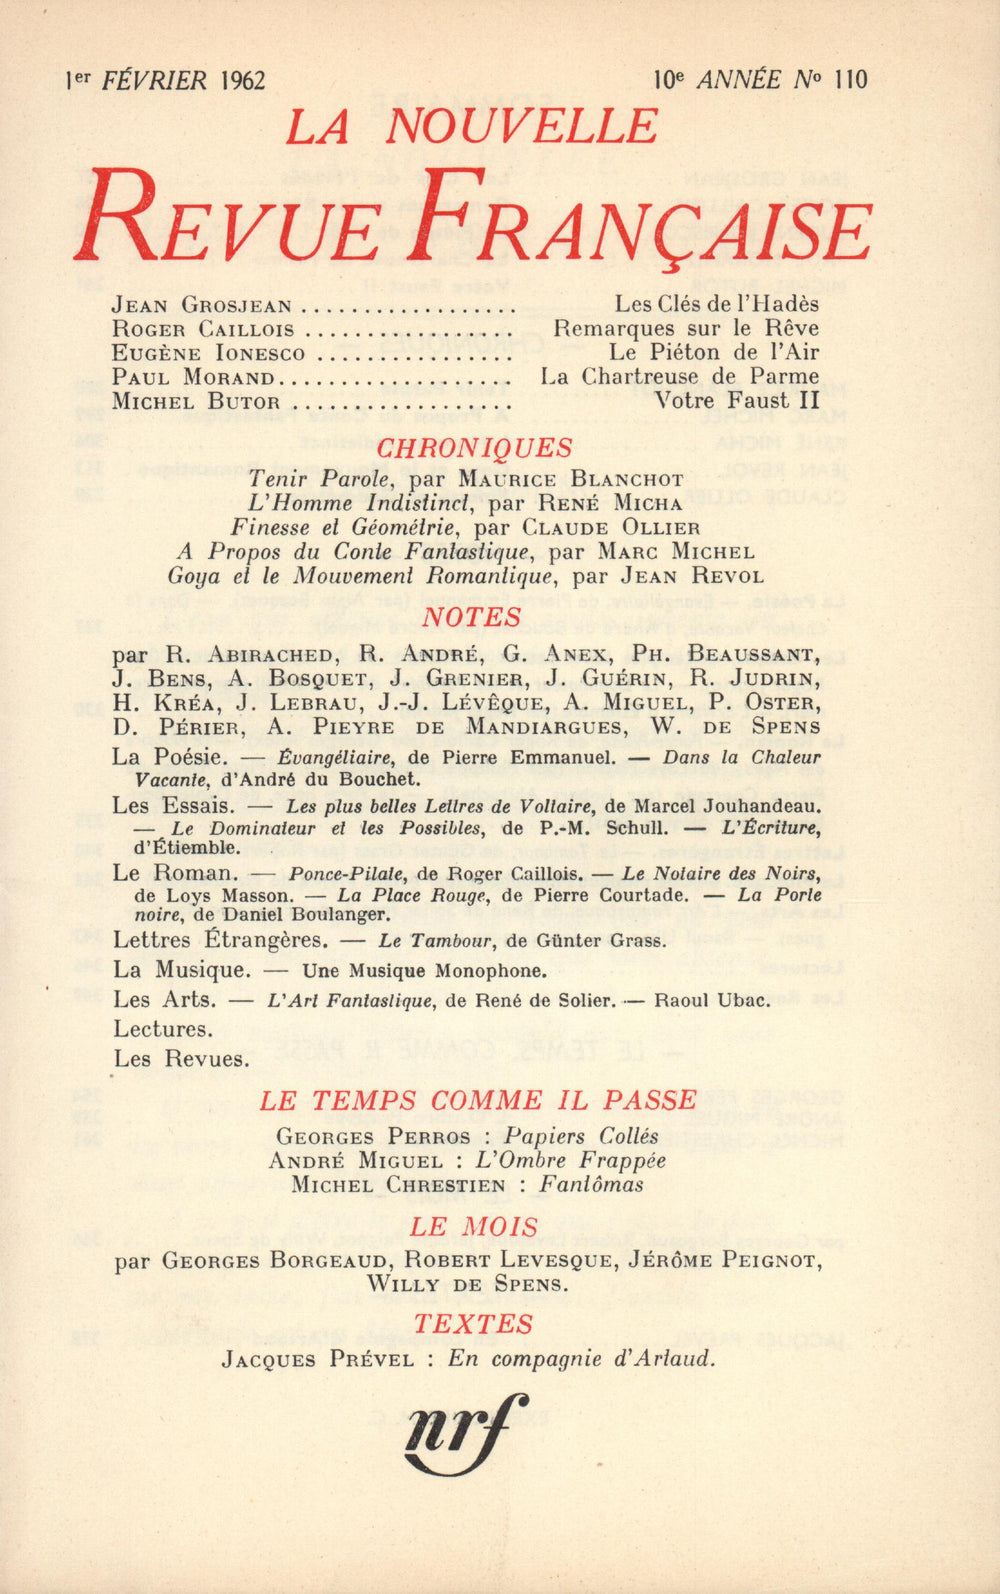 1er FÉVRIER 1962 10e ANNÉE No 110
LA NOUVELLE
REVUE FRANÇAISE
JEAN GROSJEAN .................. Les Clés de l'Hadès
ROGER CAILLOIS ................. Remarques sur le Rêve
EUGÈNE IONESCO ................ Le Piéton de l'Air
PAUL MORAND................... La Chartreuse de Parme
MICHEL BUTOR .................. Votre Faust II
CHRONIQUES
Tenir Parole, par MAURICE BLANCHOT
L'Homme Indistinct, par RENÉ MICHA
Finesse et Géométrie, par CLAUDE OLLIER
A Propos du Conte Fantastique, par MARC MICHEL
Goya et le Mouvement Romantique, par JEAN REVOL
NOTES
par R. ABIRACHED, R. ANDRÉ, G. ANEX, PH. BEAUSSANT,
J. BENS, A. BOSQUET, J. GRENIER, J. GUÉRIN, R. JUDRIN,
H. KRÉA, J. LEBRAU, J.-J. LÉVÊQUE, A. MIGUEL, P. OSTER,
D. PÉRIER, A. PIEYRE DE MANDIARGUES, W. DE SPENS
La Poésie. — Évangéliaire, de Pierre Emmanuel. — Dans la Chaleur
Vacante, d'André du Bouchet.
Les Essais. — Les plus belles Lettres de Voltaire, de Marcel Jouhandeau.
— Le Dominateur et les Possibles, de P.-M. Schull. — L'Écriture,
d'Étiemble.
Le Roman. — Ponce-Pilate, de Roger Caillois. — Le Notaire des Noirs,
de Loys Masson. — La Place Rouge, de Pierre Courtade. — La Porte
noire, de Daniel Boulanger.
Lettres Étrangères. — Le Tambour, de Günter Grass.
La Musique. — Une Musique Monophone.
Les Arts. — L'Art Fantastique, de René de Solier. — Raoul Ubac.
Lectures.
Les Revues.
LE TEMPS COMME IL PASSE
GEORGES PERROS : Papiers Collés
ANDRÉ MIGUEL : L'Ombre Frappée
MICHEL CHRESTIEN : Fantômas
LE MOIS
par GEORGES BORGEAUD, ROBERT LEVESQUE, JÉRÔME PEIGNOT,
WILLY DE SPENS.
TEXTES
JACQUES PRÉVEL : En compagnie d'Artaud.
nrf